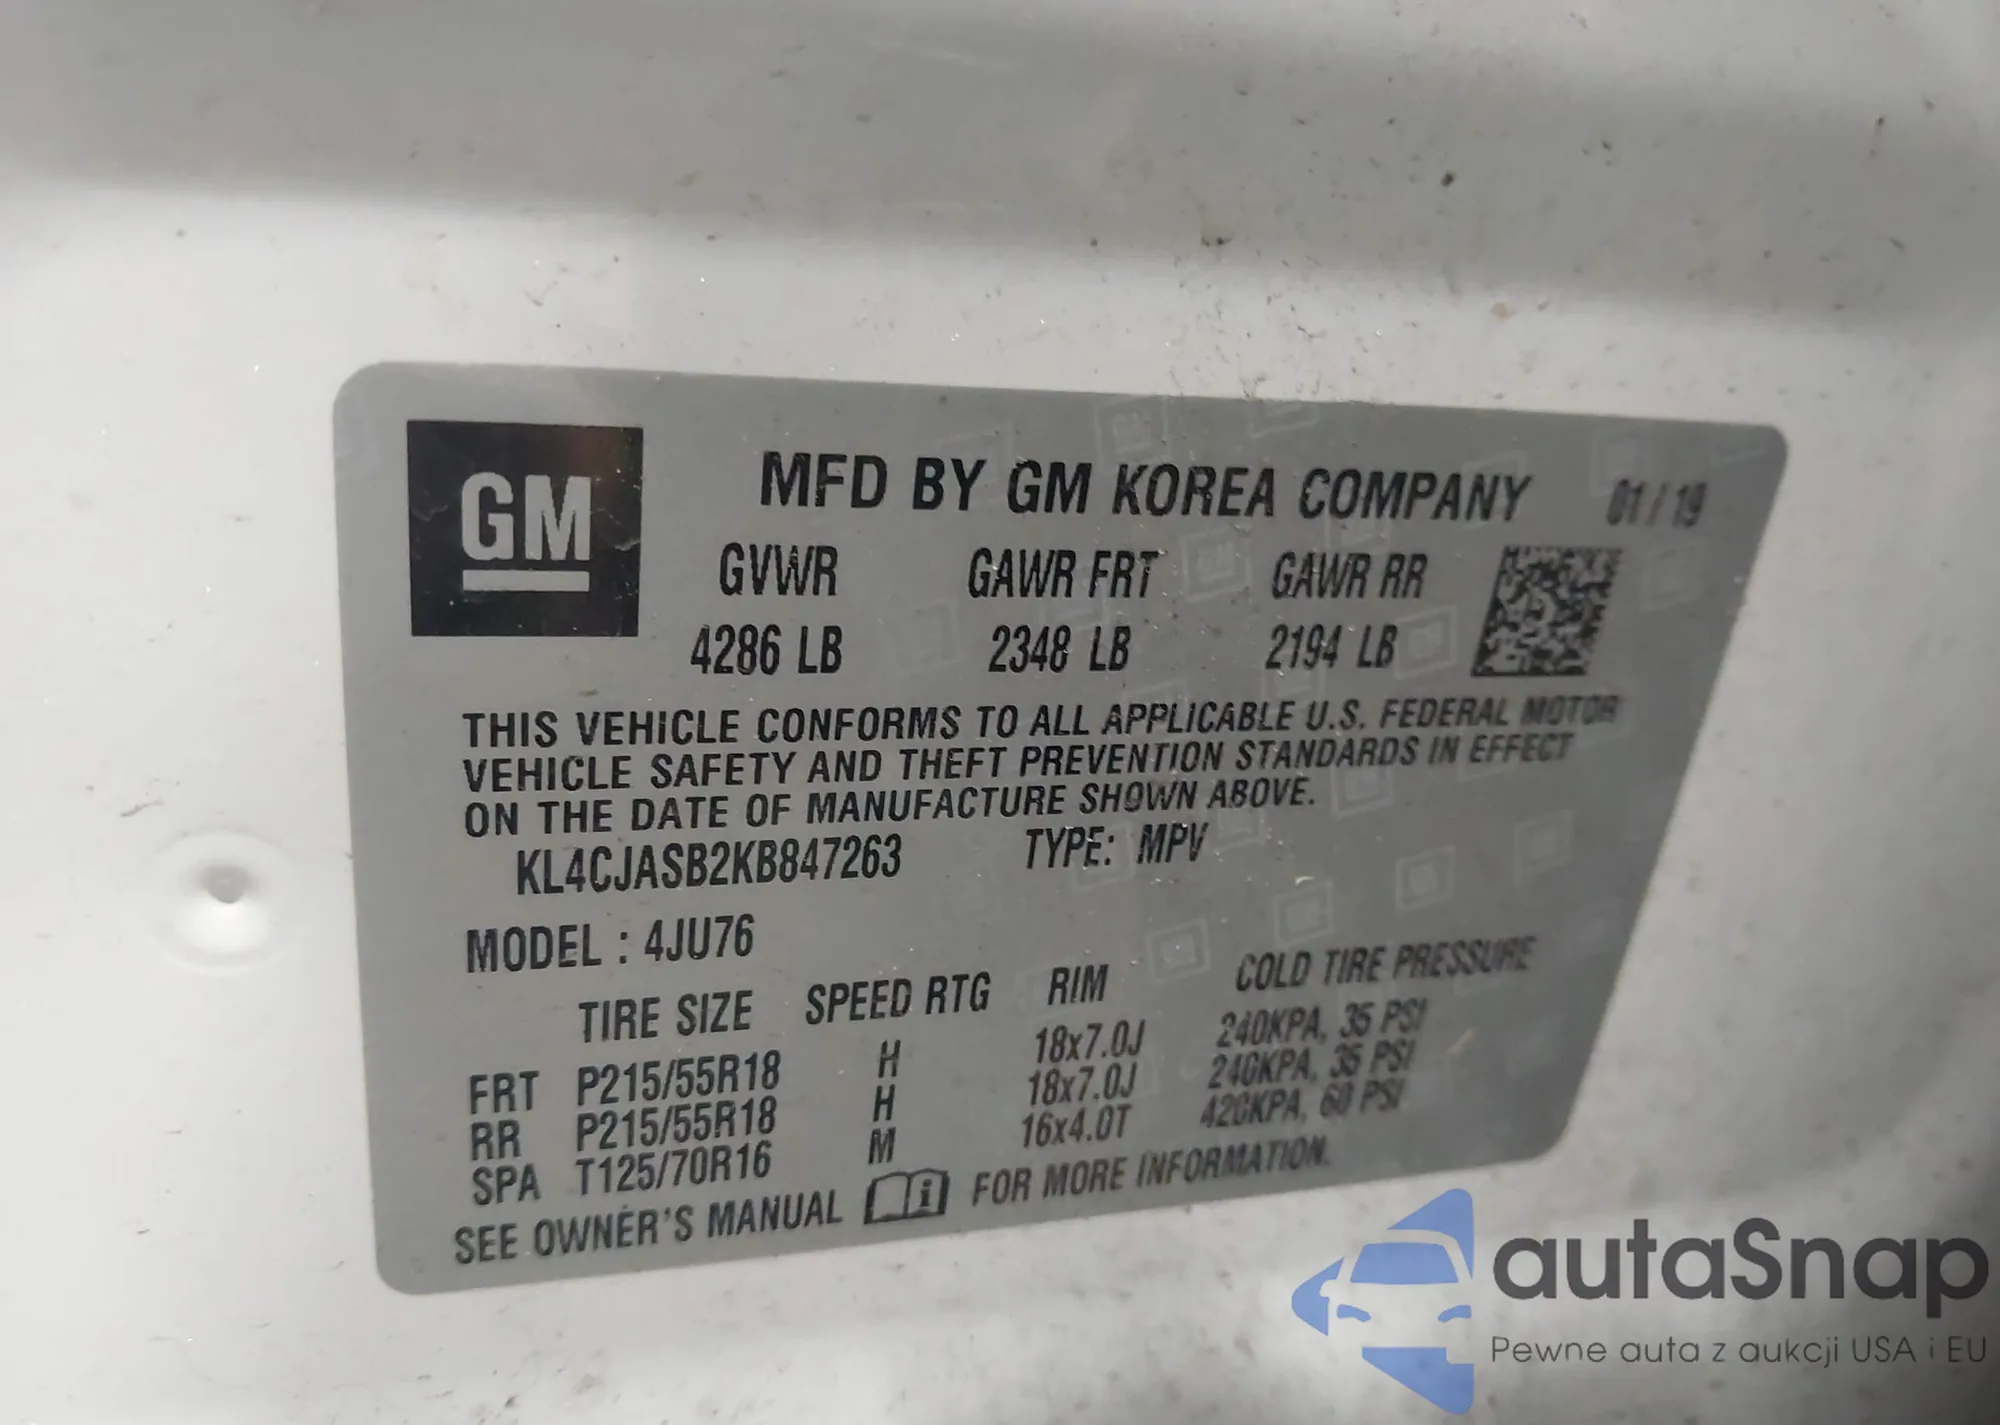 GM
MFD BY GM KOREA COMPANY 01/19
GVWR GAWR FRT GAWR RR
4286 LB 2348 LB 2194 LB
THIS VEHICLE CONFORMS TO ALL APPLICABLE U.S. FEDERAL MOTOR
VEHICLE SAFETY AND THEFT PREVENTION STANDARDS IN EFFECT
ON THE DATE OF MANUFACTURE SHOWN ABOVE.
KL4CJASB2KB847263 TYPE: MPV
MODEL : 4JU76
TIRE SIZE SPEED RTG RIM COLD TIRE PRESSURE
FRT P215/55R18 H 18x7.0J 240KPA, 35 PSI
RR P215/55R18 H 18x7.0J 240KPA, 35 PSI
SPA T125/70R16 M 16x4.0T 420KPA, 60 PSI
SEE OWNER'S MANUAL i FOR MORE INFORMATION.
autaSnap
Pewne auta z aukcji USA i EU